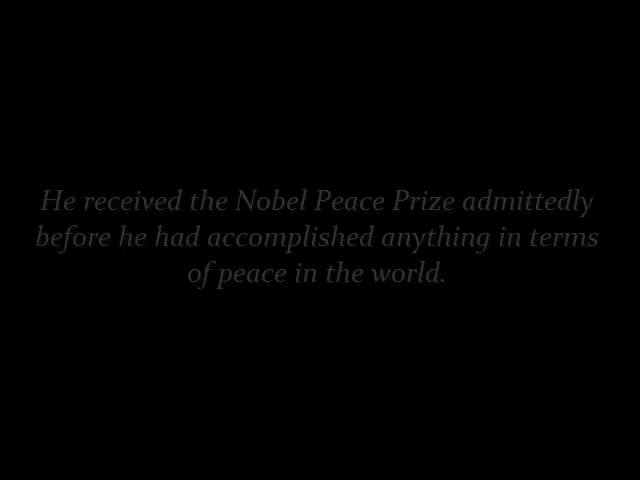 He received the Nobel Peace Prize admittedly
before he had accomplished anything in terms
of peace in the world.